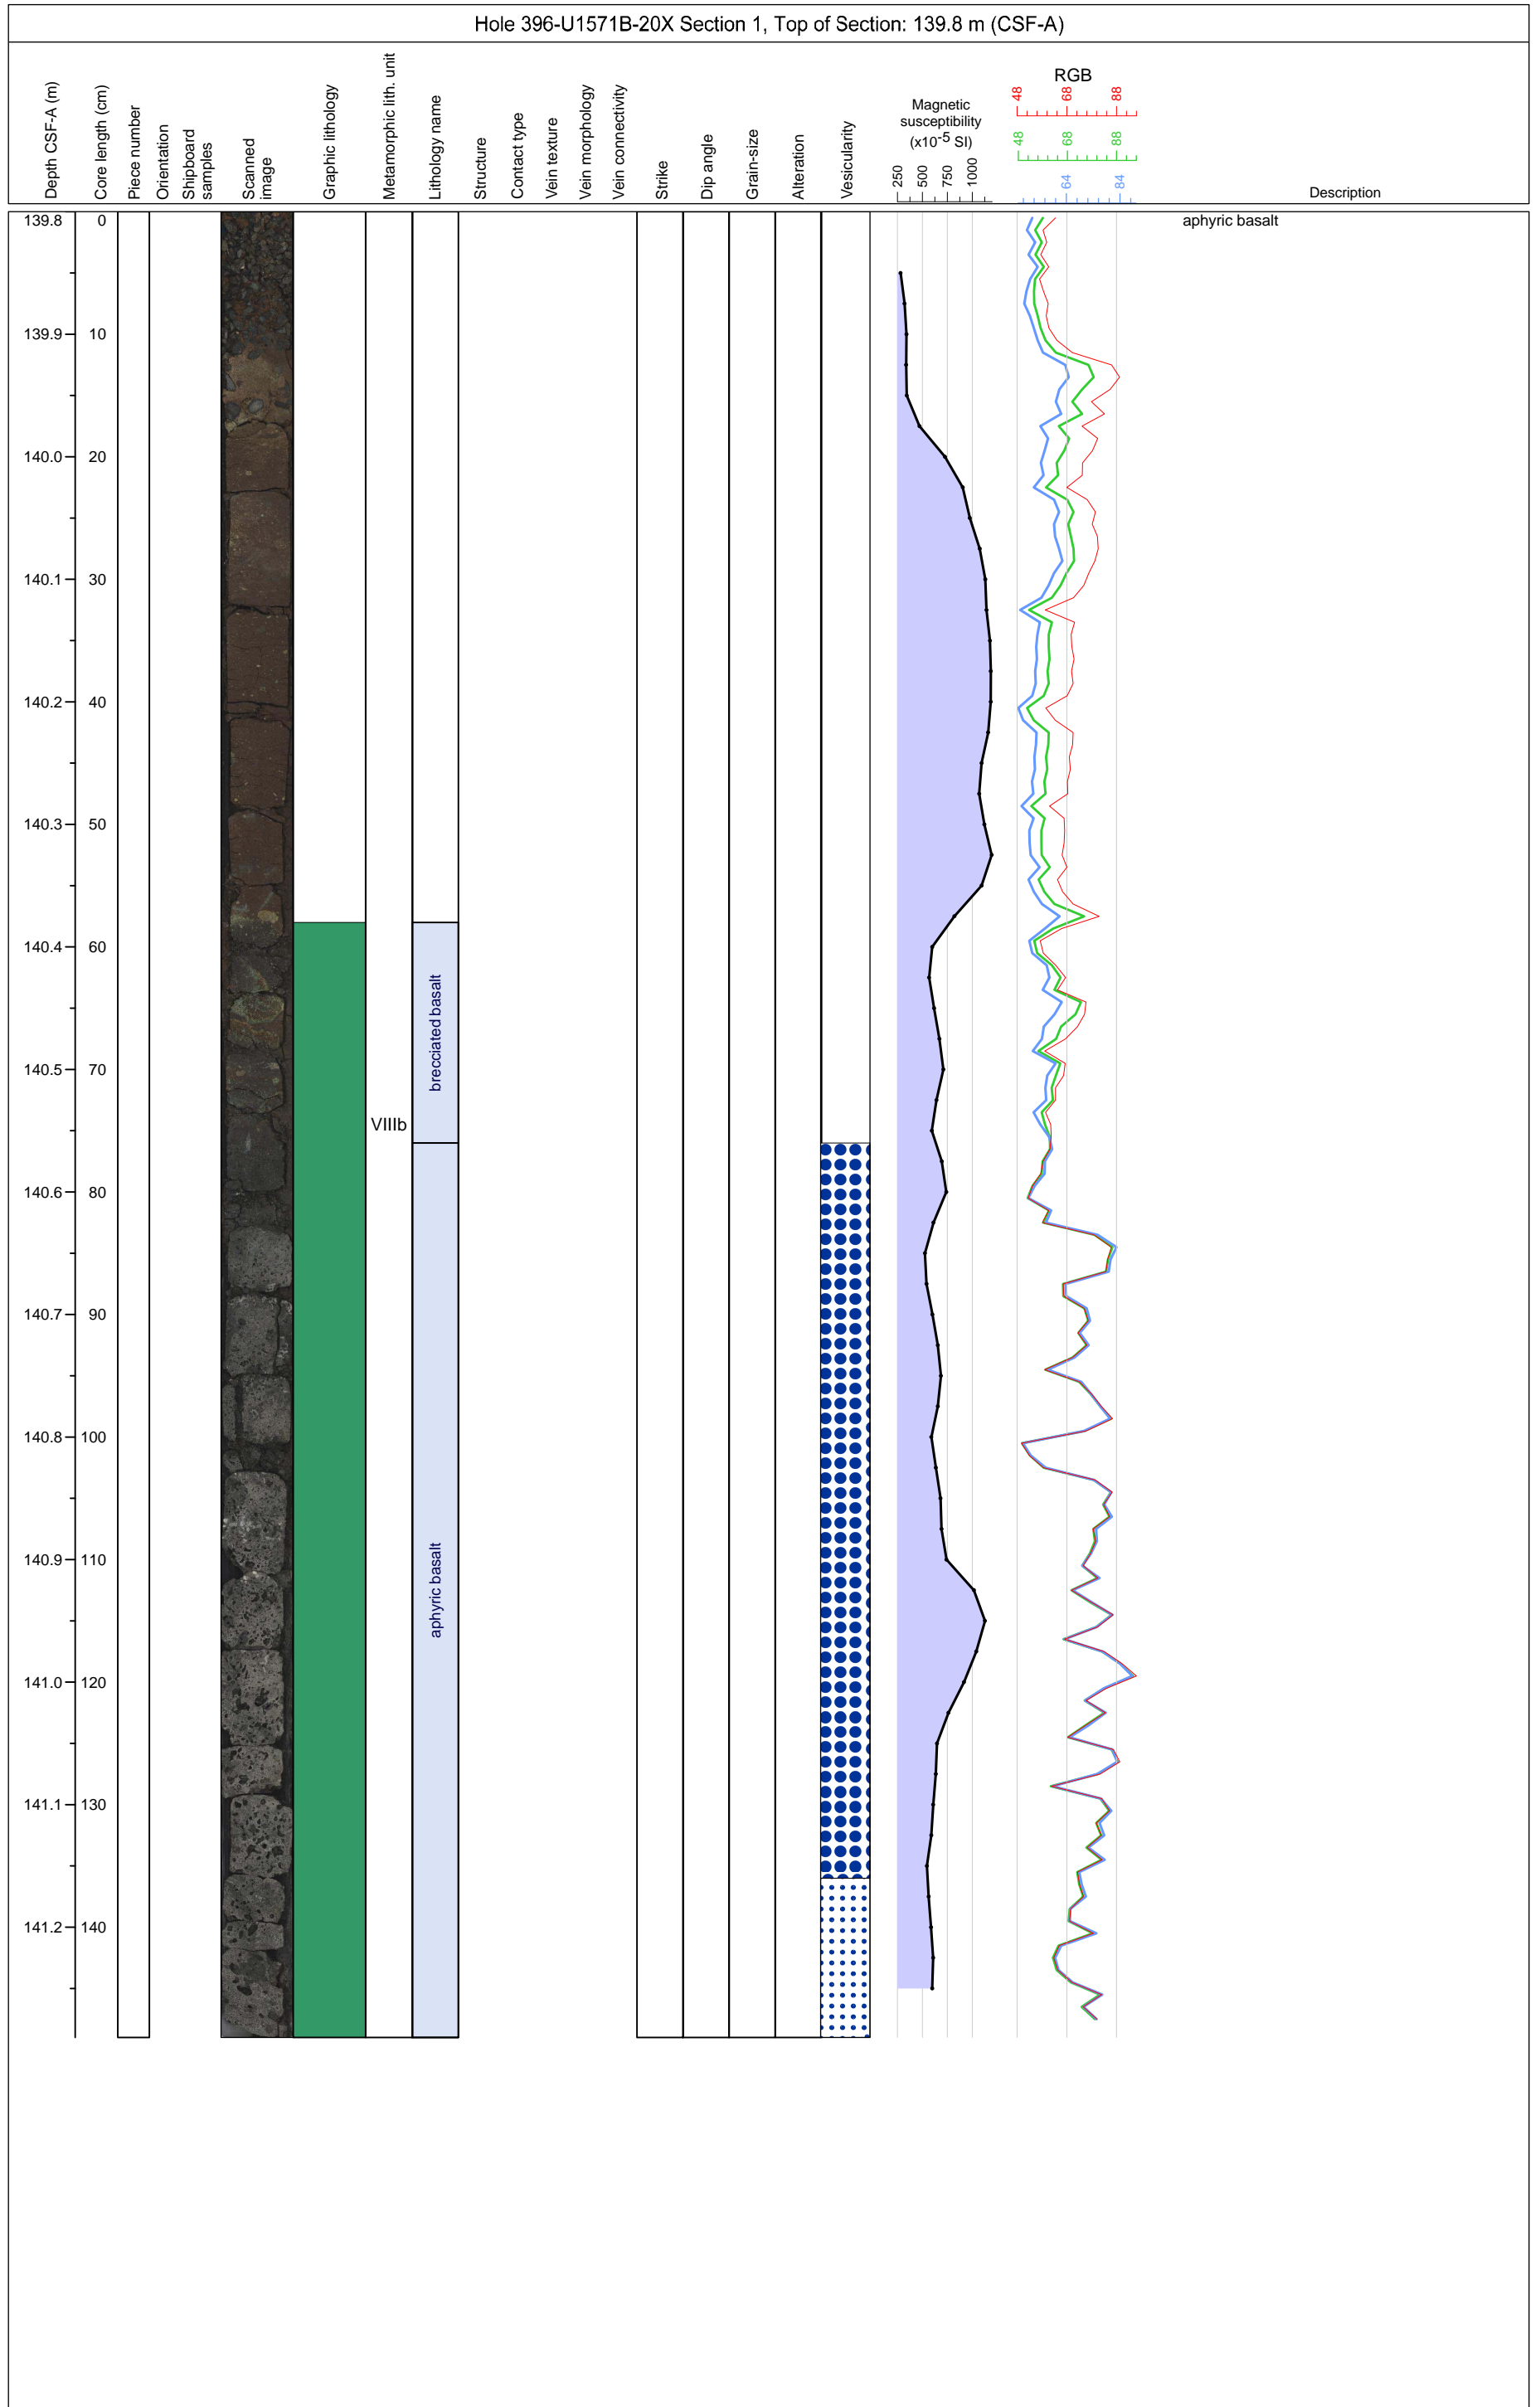 Hole 396-U1571B-20X Section 1, Top of Section: 139.8 m (CSF-A)
Depth CSF-A (m)
Core length (cm)
Piece number
Orientation
Shipboard
samples
Scanned
image
Graphic lithology
Metamorphic lith. unit
Lithology name
Structure
Contact type
Vein texture
Vein morphology
Vein connectivity
Strike
Dip angle
Grain-size
Alteration
Vesicularity
Magnetic
susceptibility
(x10-5 SI)
250 500 750 1000
RGB
48 68 88
48 68 88
64 84
Description
139.8 0 aphyric basalt
139.9 10
140.0 20
140.1 30
140.2 40
140.3 50
140.4 60
brecciated basalt
140.5 70
VIIIb
140.6 80
140.7 90
140.8 100
140.9 110
aphyric basalt
141.0 120
141.1 130
141.2 140